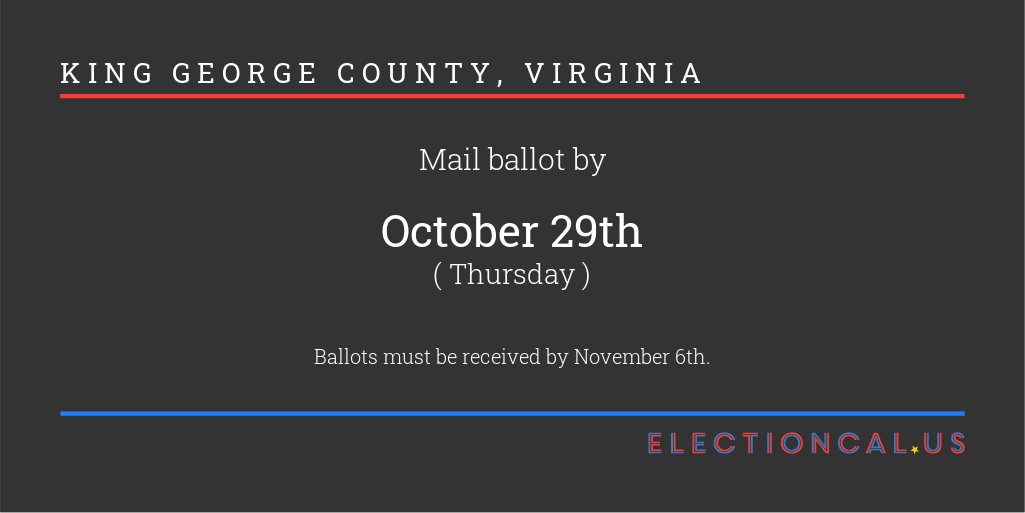 KING GEORGE COUNTY, VIRGINIA
Mail ballot by
October 29th
( Thursday )
Ballots must be received by November 6th.
ELECTIONCAL.US